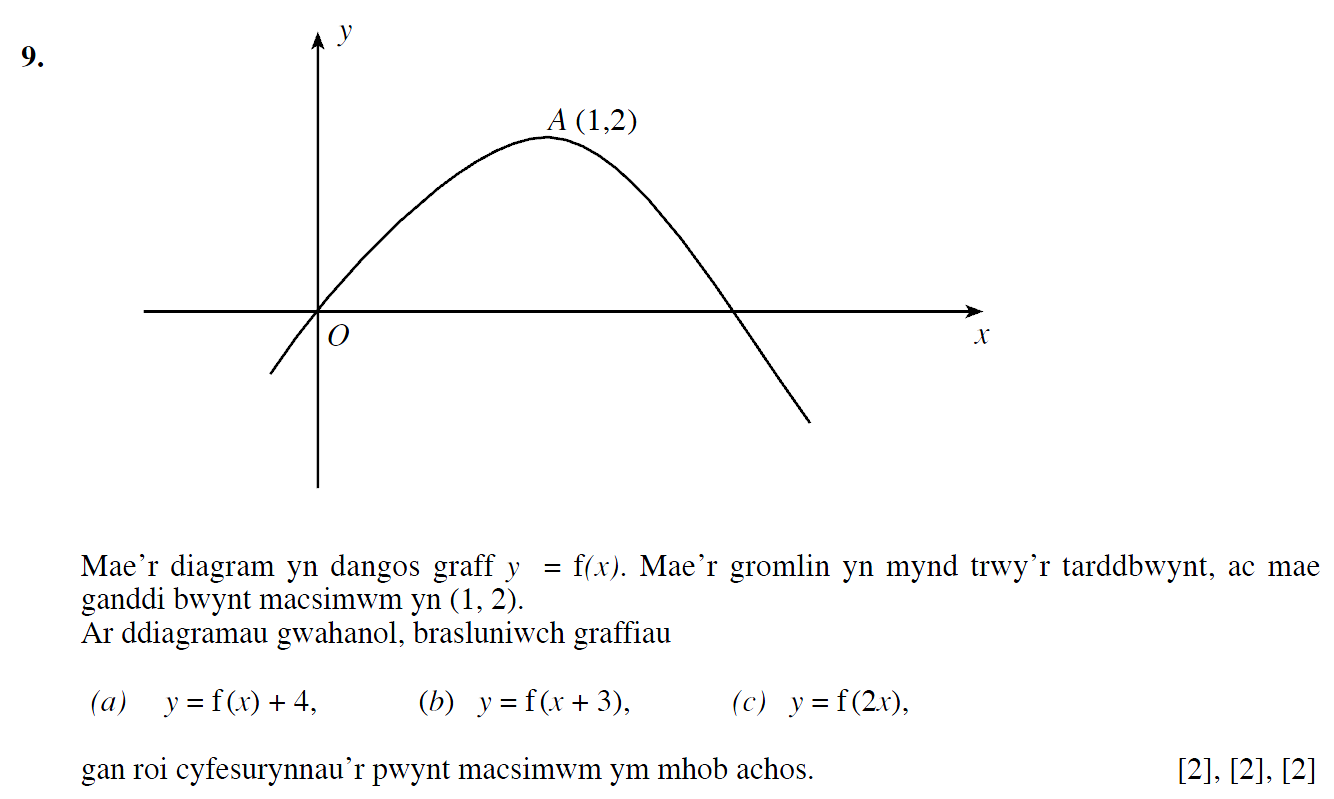 9.
y
A (1,2)
O
x
Mae’r diagram yn dangos graff y = f(x). Mae’r gromlin yn mynd trwy’r tarddbwynt, ac mae
ganddi bwynt macsimwm yn (1, 2).
Ar ddiagramau gwahanol, brasluniwch graffiau
(a) y = f(x) + 4, (b) y = f(x + 3), (c) y = f(2x),
gan roi cyfesurynnau’r pwynt macsimwm ym mhob achos. [2], [2], [2]